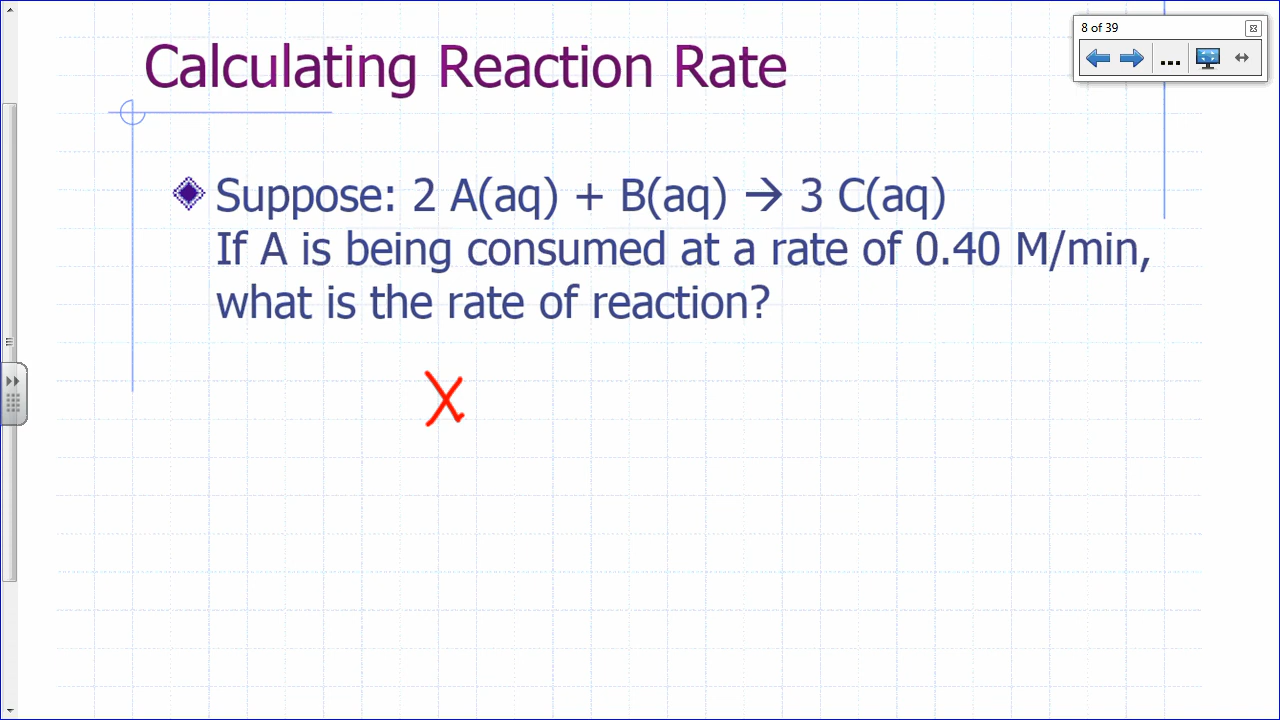 8 of 39
...
Calculating Reaction Rate
Suppose: 2 A(aq) + B(aq) → 3 C(aq)
If A is being consumed at a rate of 0.40 M/min,
what is the rate of reaction?
X